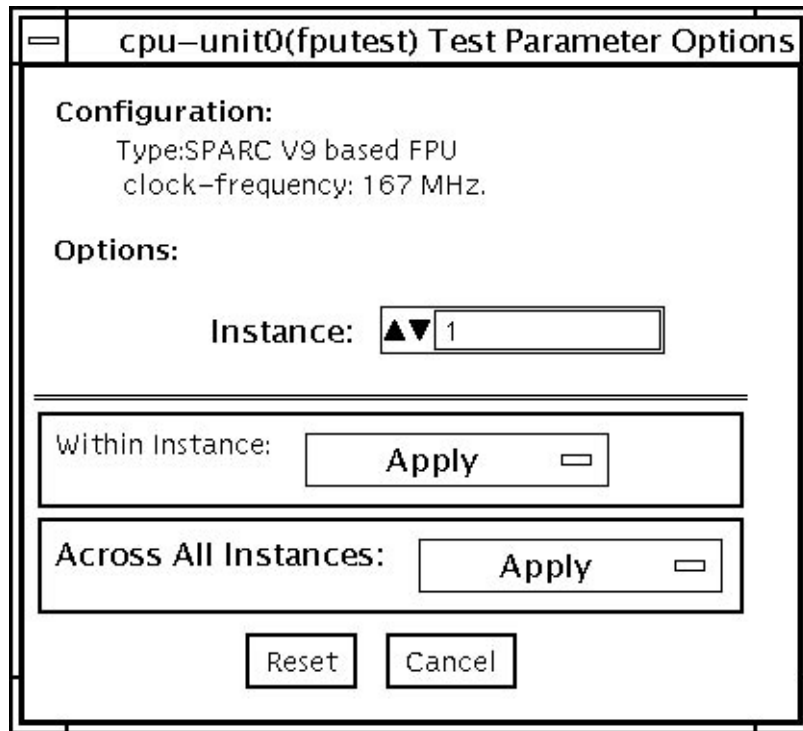 cpu−unit0(fputest) Test Parameter Options
Configuration:
Type:SPARC V9 based FPU
clock−frequency: 167 MHz.
Options:
Instance: 1
Within Instance: Apply
Across All Instances: Apply
Reset Cancel